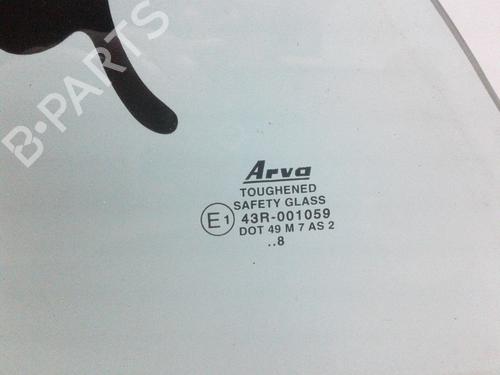 B-PARTS
Arva
TOUGHENED
SAFETY GLASS
E1 43R-001059
DOT 49 M 7 AS 2
..8